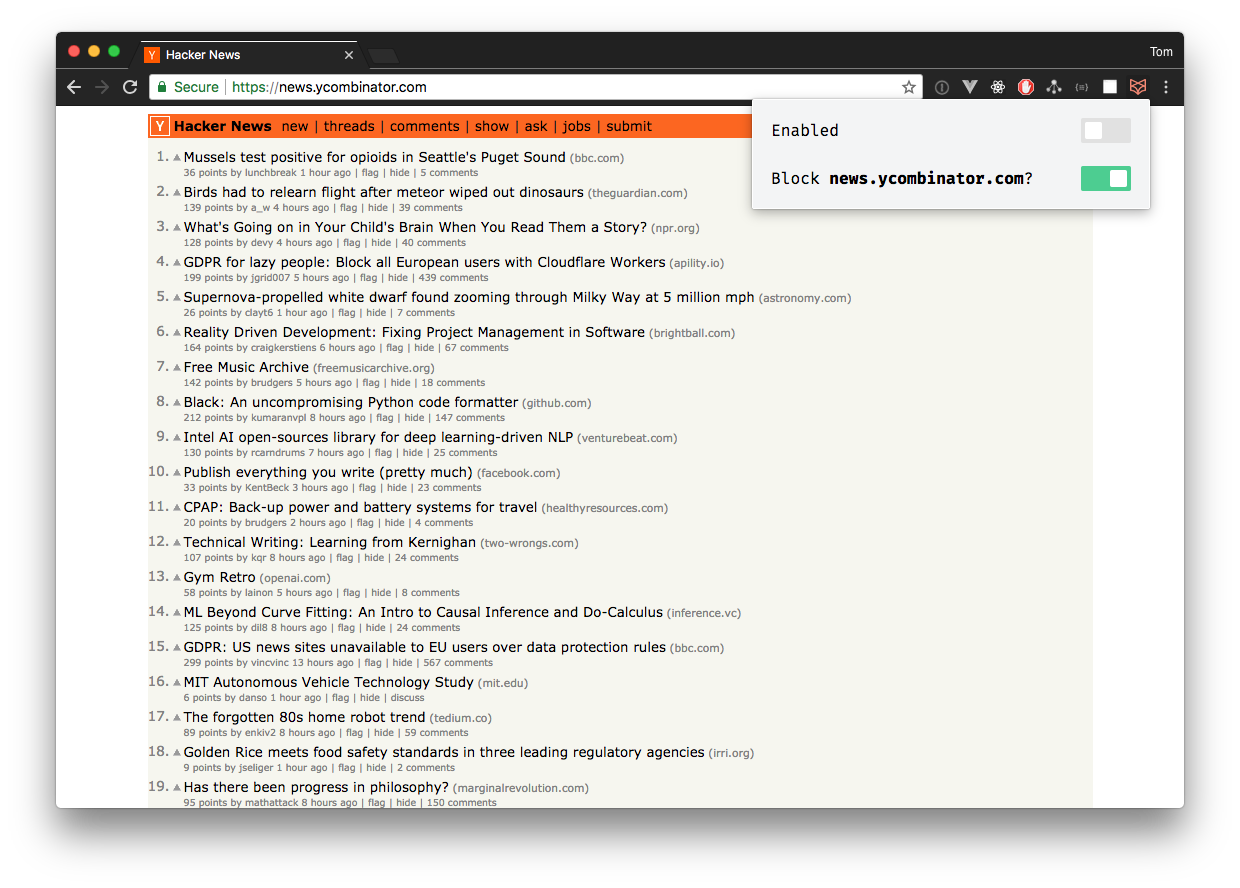 Hacker News
Tom
Secure https://news.ycombinator.com
Y Hacker News new | threads | comments | show | ask | jobs | submit
Enabled
Block news.ycombinator.com?
1. Mussels test positive for opioids in Seattle's Puget Sound (bbc.com)
36 points by lunchbreak 1 hour ago | flag | hide | 5 comments
2. Birds had to relearn flight after meteor wiped out dinosaurs (theguardian.com)
139 points by a_w 4 hours ago | flag | hide | 39 comments
3. What's Going on in Your Child's Brain When You Read Them a Story? (npr.org)
128 points by devy 4 hours ago | flag | hide | 40 comments
4. GDPR for lazy people: Block all European users with Cloudflare Workers (apility.io)
199 points by jgrid007 5 hours ago | flag | hide | 439 comments
5. Supernova-propelled white dwarf found zooming through Milky Way at 5 million mph (astronomy.com)
26 points by clayt6 1 hour ago | flag | hide | 7 comments
6. Reality Driven Development: Fixing Project Management in Software (brightball.com)
164 points by craigkerstiens 6 hours ago | flag | hide | 67 comments
7. Free Music Archive (freemusicarchive.org)
142 points by brudgers 5 hours ago | flag | hide | 18 comments
8. Black: An uncompromising Python code formatter (github.com)
212 points by kumaranvpl 8 hours ago | flag | hide | 147 comments
9. Intel AI open-sources library for deep learning-driven NLP (venturebeat.com)
130 points by rcarndrums 7 hours ago | flag | hide | 25 comments
10. Publish everything you write (pretty much) (facebook.com)
33 points by KentBeck 3 hours ago | flag | hide | 23 comments
11. CPAP: Back-up power and battery systems for travel (healthyresources.com)
20 points by brudgers 2 hours ago | flag | hide | 4 comments
12. Technical Writing: Learning from Kernighan (two-wrongs.com)
107 points by kqr 8 hours ago | flag | hide | 24 comments
13. Gym Retro (openai.com)
58 points by lainon 5 hours ago | flag | hide | 8 comments
14. ML Beyond Curve Fitting: An Intro to Causal Inference and Do-Calculus (inference.vc)
125 points by dil8 8 hours ago | flag | hide | 24 comments
15. GDPR: US news sites unavailable to EU users over data protection rules (bbc.com)
299 points by vincvinc 13 hours ago | flag | hide | 567 comments
16. MIT Autonomous Vehicle Technology Study (mit.edu)
6 points by danso 1 hour ago | flag | hide | discuss
17. The forgotten 80s home robot trend (tedium.co)
89 points by enkiv2 8 hours ago | flag | hide | 59 comments
18. Golden Rice meets food safety standards in three leading regulatory agencies (irri.org)
9 points by jseliger 1 hour ago | flag | hide | 2 comments
19. Has there been progress in philosophy? (marginalrevolution.com)
95 points by mathattack 8 hours ago | flag | hide | 150 comments